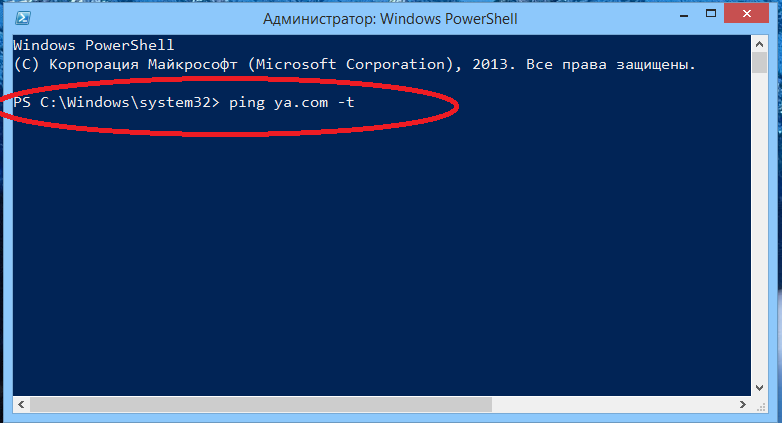 Администратор: Windows PowerShell
Windows PowerShell
(C) Корпорация Майкрософт (Microsoft Corporation), 2013. Все права защищены.
PS C:\Windows\system32> ping ya.com -t